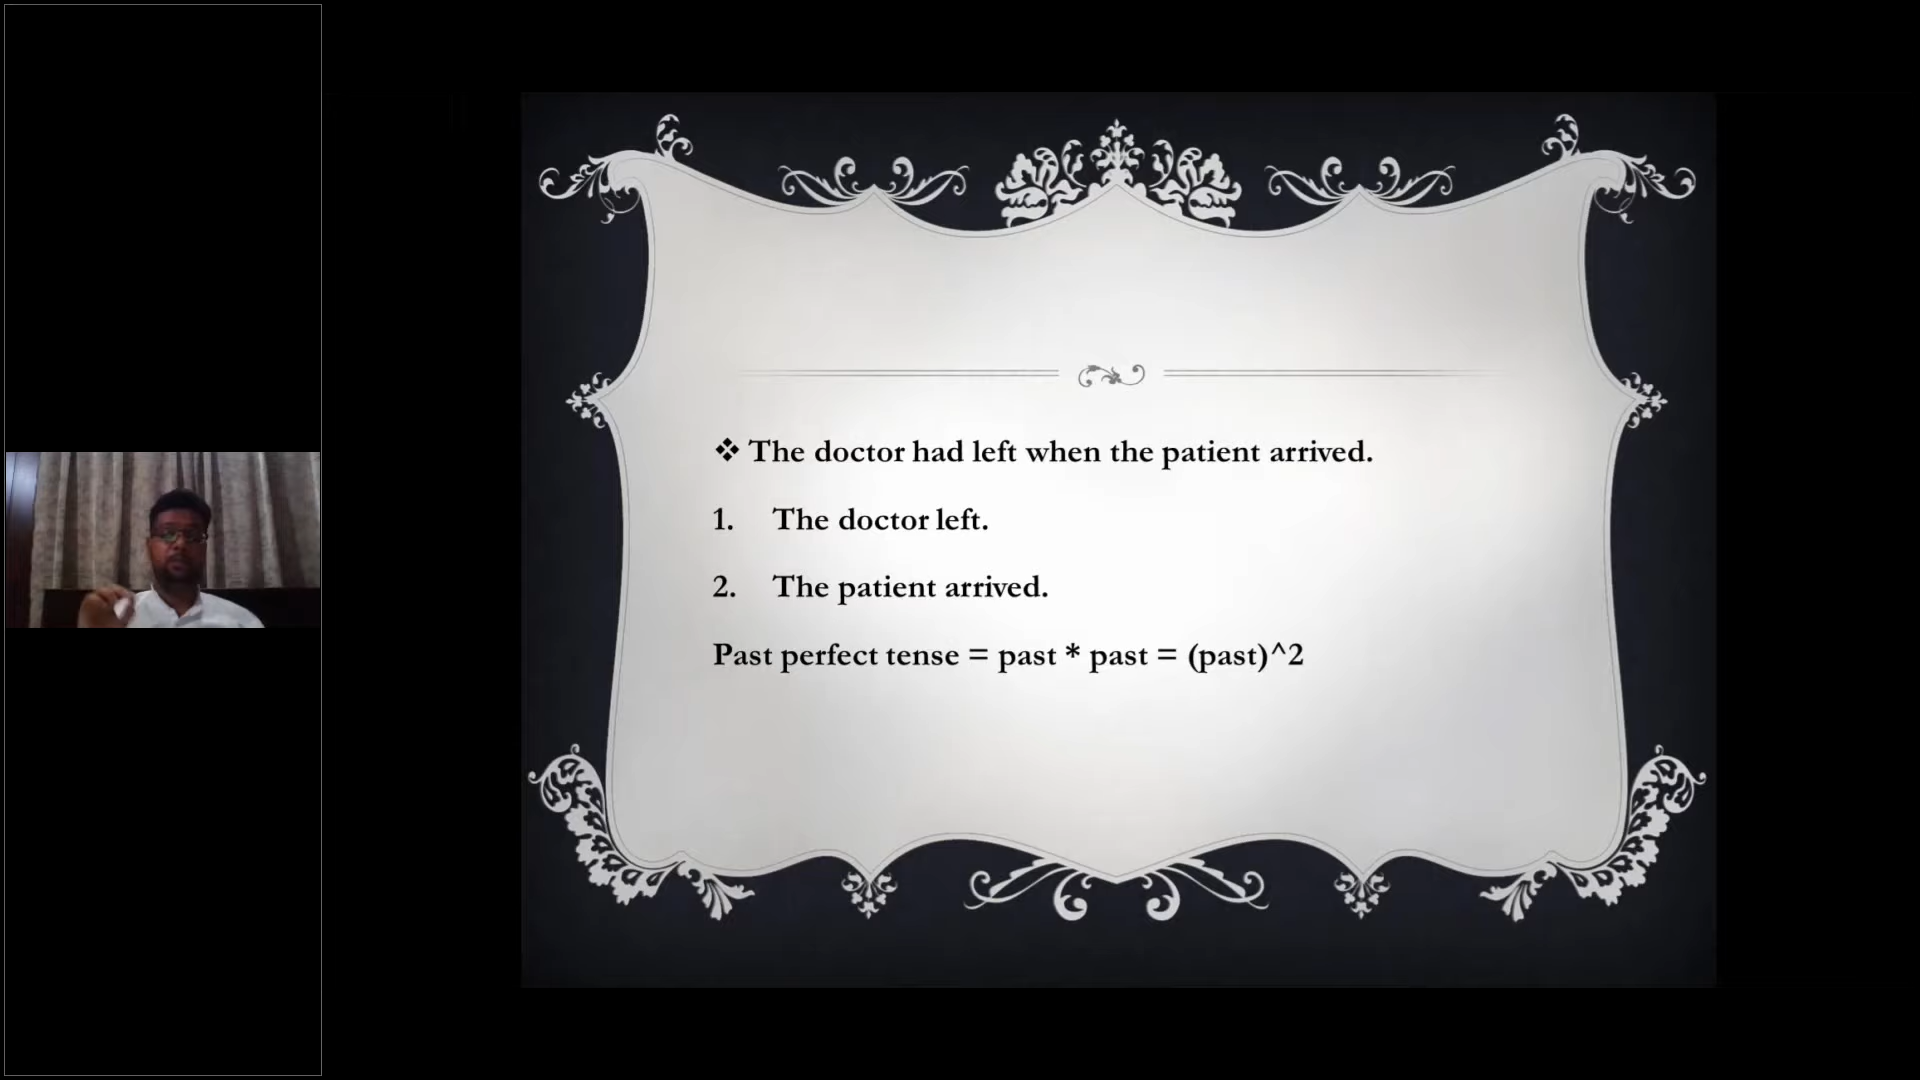 ❖ The doctor had left when the patient arrived.
1. The doctor left.
2. The patient arrived.
Past perfect tense = past * past = (past)^2